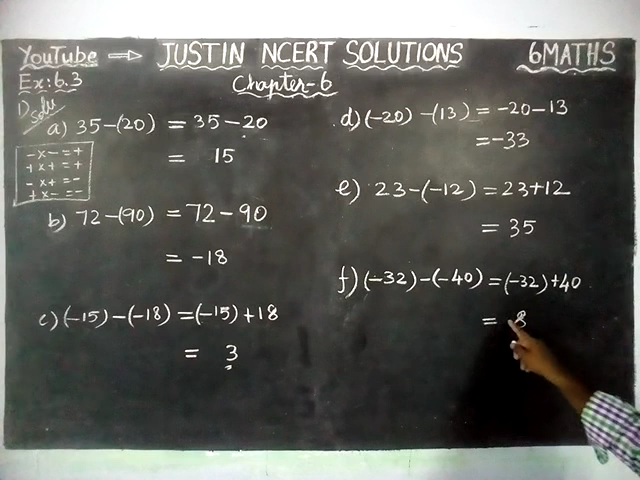 YouTube ⇒ JUSTIN NCERT SOLUTIONS 6MATHS
Ex:6.3 Chapter-6
1) Solve
a) 35-(20) = 35-20
= 15
- x - = +
+ x + = +
- x + = -
+ x - = -
b) 72-(90) = 72-90
= -18
c) (-15)-(-18) = (-15)+18
= 3
d) (-20) -(13) = -20-13
= -33
e) 23-(-12) = 23+12
= 35
f) (-32)-(-40) = (-32)+40
= 8